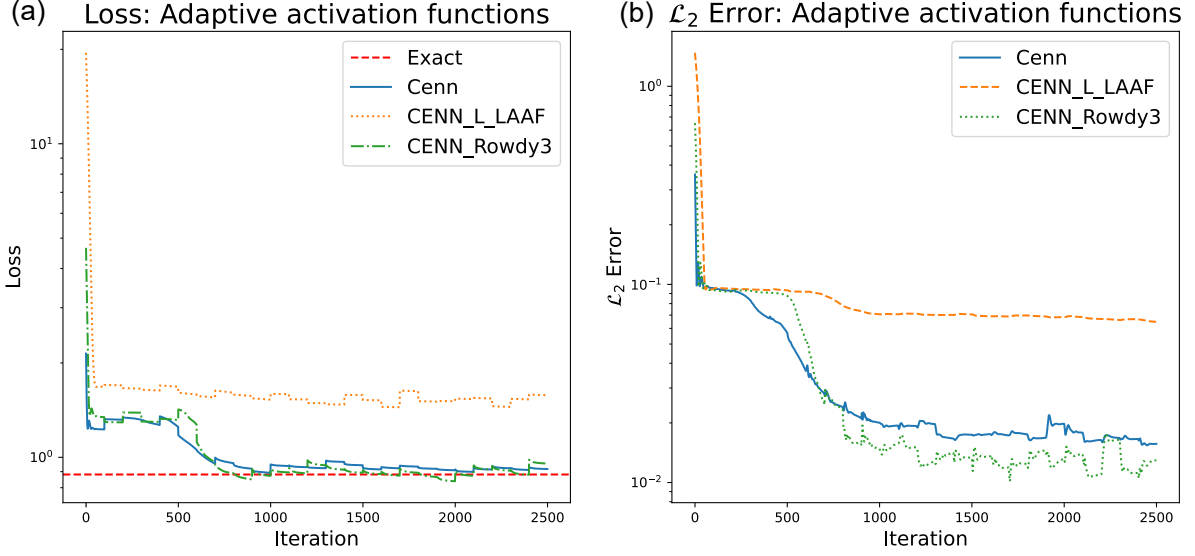 (a) Loss: Adaptive activation functions
Exact
Cenn
CENN_L_LAAF
CENN_Rowdy3
Loss
10¹
10⁰
0 500 1000 1500 2000 2500
Iteration
(b) ℒ₂ Error: Adaptive activation functions
Cenn
CENN_L_LAAF
CENN_Rowdy3
ℒ₂ Error
10⁰
10⁻¹
10⁻²
0 500 1000 1500 2000 2500
Iteration